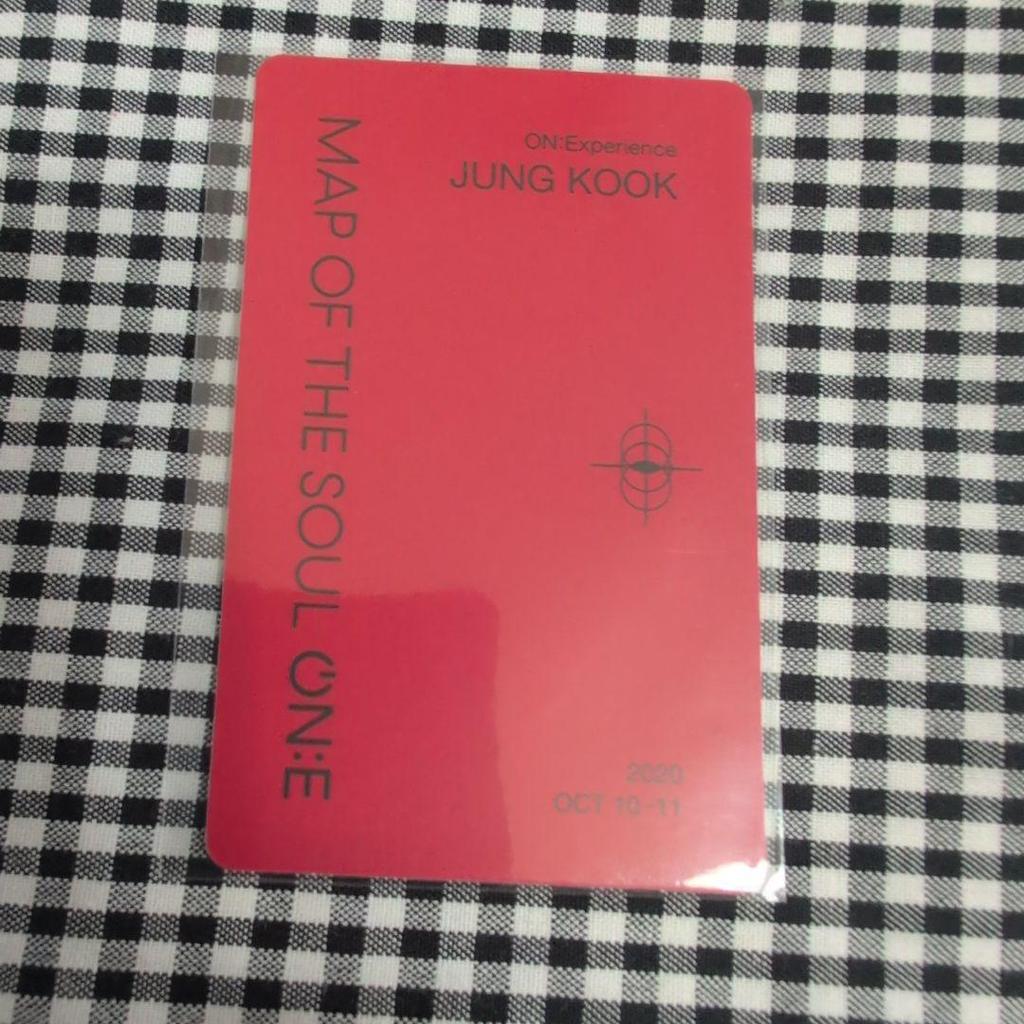 ON:Experience
JUNG KOOK
MAP OF THE SOUL ON:E
2020
OCT 10-11